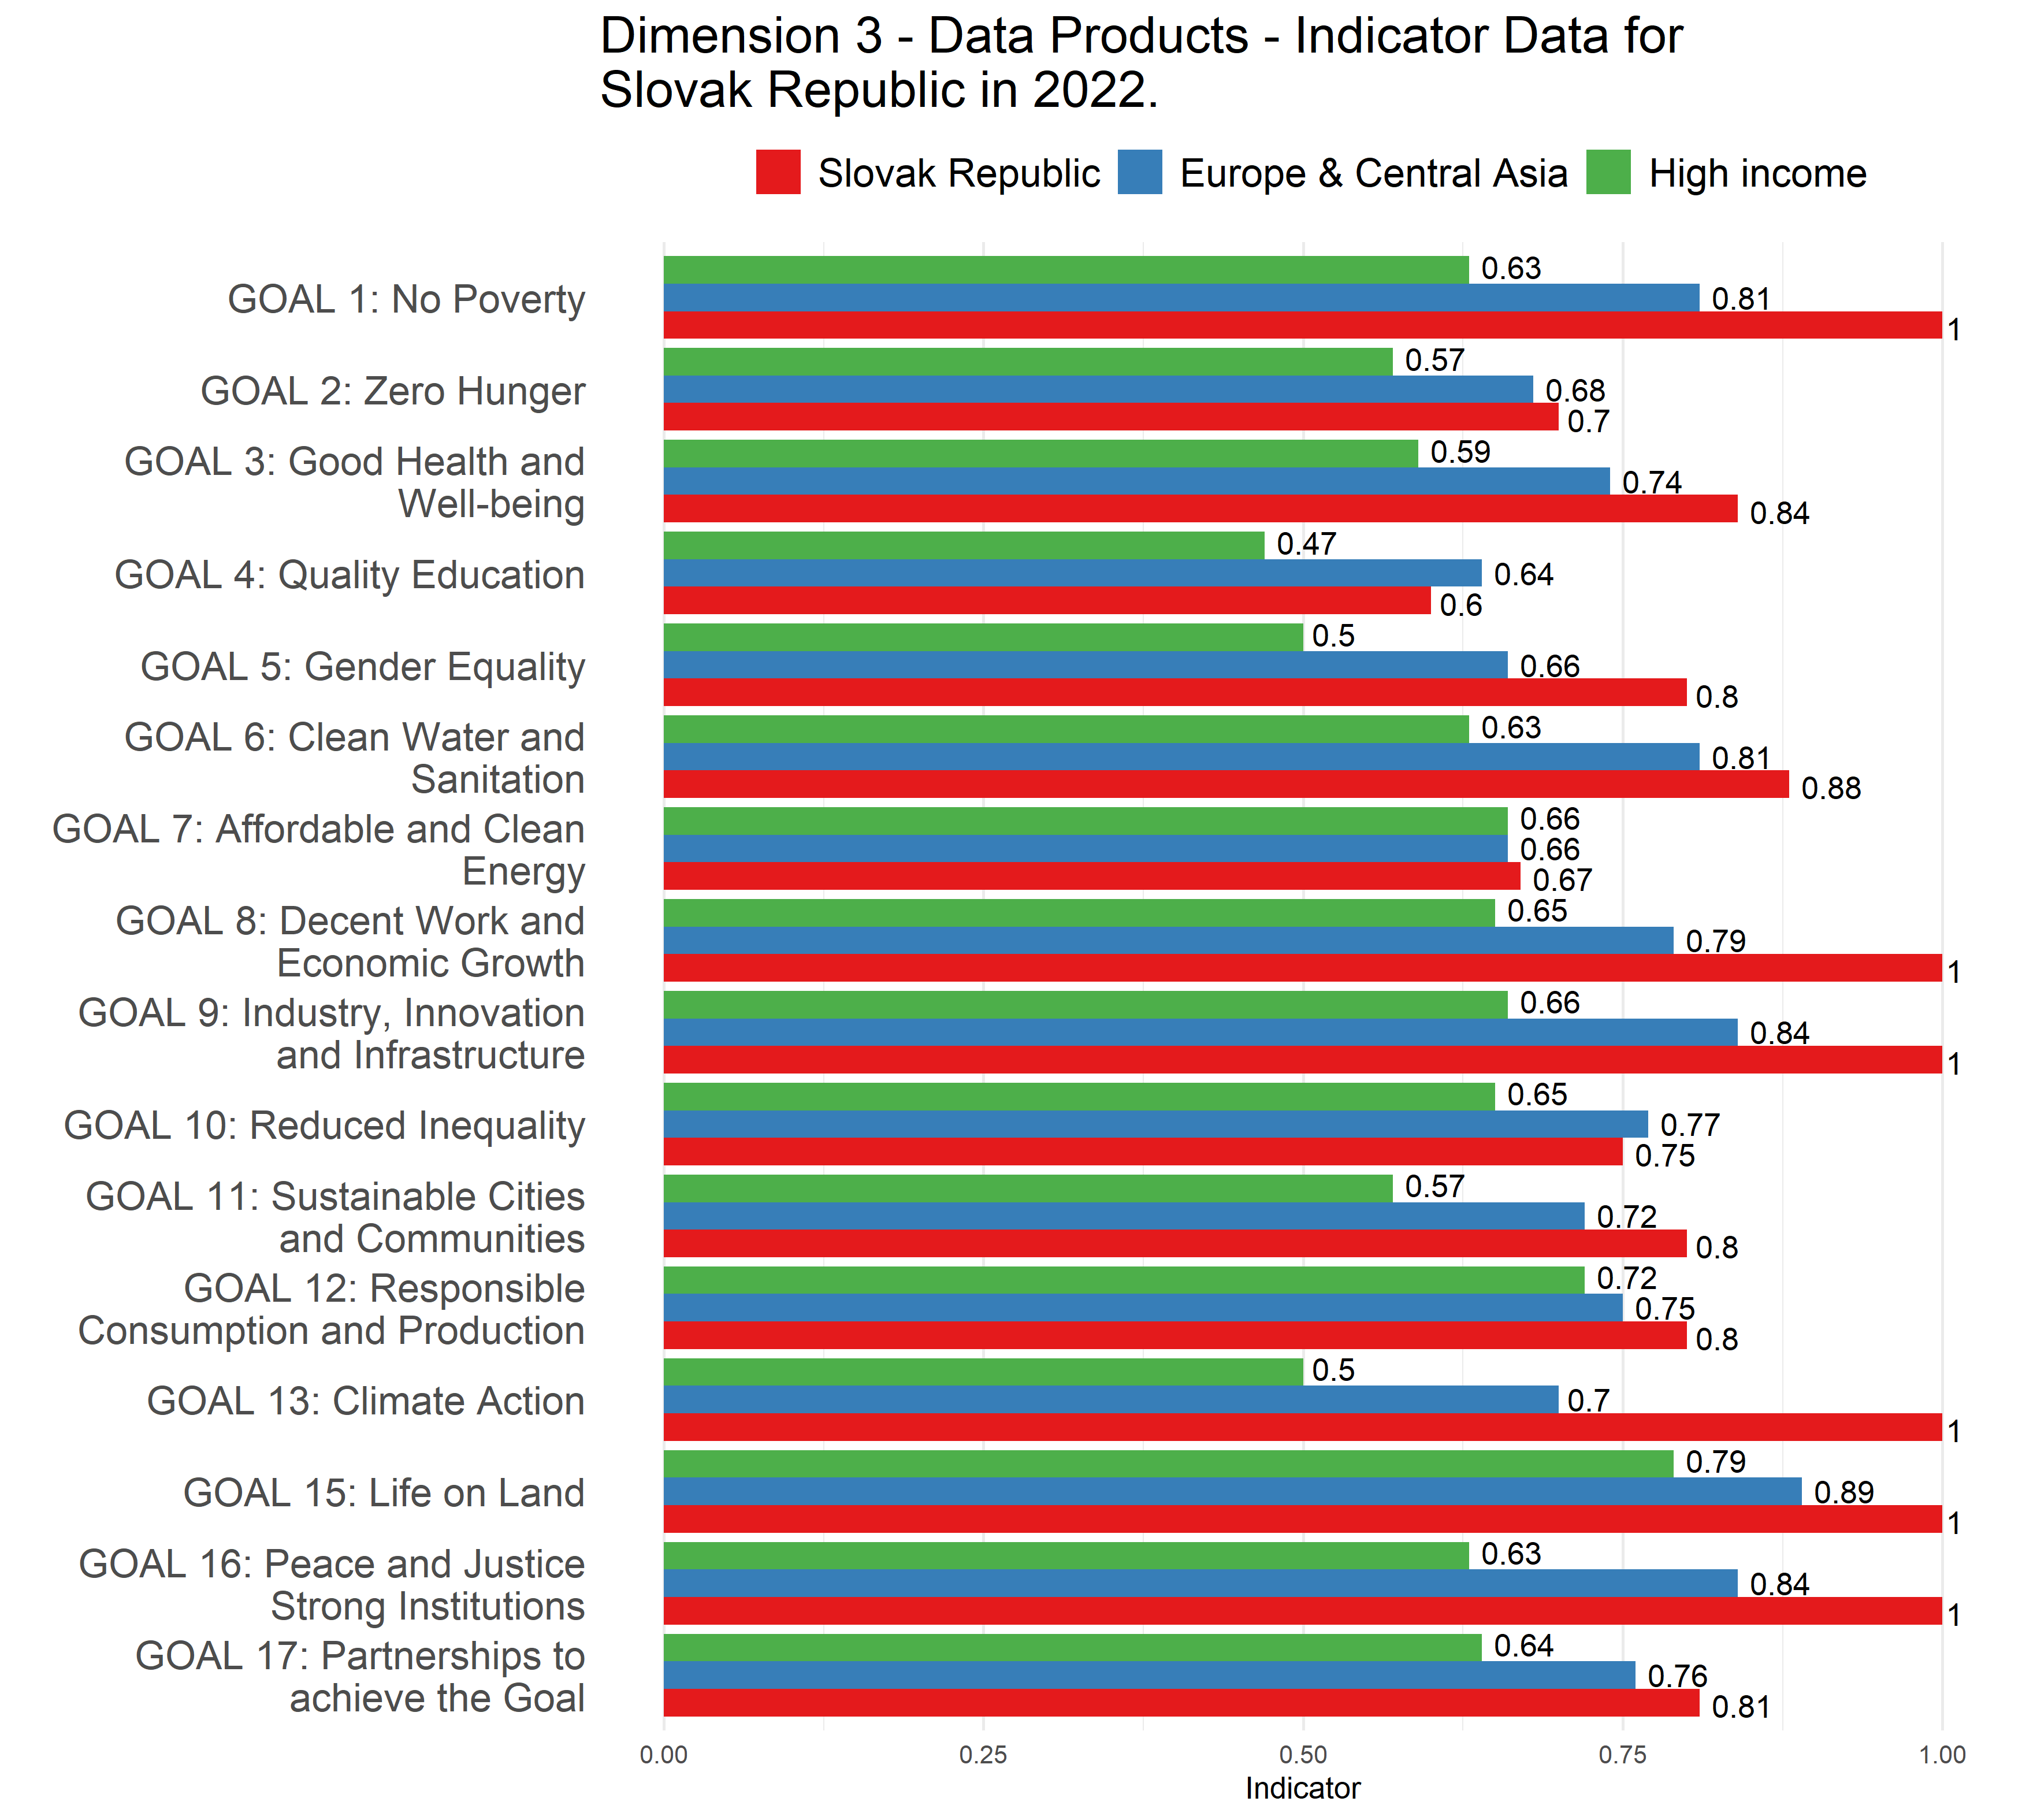 Dimension 3 - Data Products - Indicator Data for
Slovak Republic in 2022.
Slovak Republic Europe & Central Asia High income
GOAL 1: No Poverty
0.63
0.81
1
GOAL 2: Zero Hunger
0.57
0.68
0.7
GOAL 3: Good Health and
Well-being
0.59
0.74
0.84
GOAL 4: Quality Education
0.47
0.64
0.6
GOAL 5: Gender Equality
0.5
0.66
0.8
GOAL 6: Clean Water and
Sanitation
0.63
0.81
0.88
GOAL 7: Affordable and Clean
Energy
0.66
0.66
0.67
GOAL 8: Decent Work and
Economic Growth
0.65
0.79
1
GOAL 9: Industry, Innovation
and Infrastructure
0.66
0.84
1
GOAL 10: Reduced Inequality
0.65
0.77
0.75
GOAL 11: Sustainable Cities
and Communities
0.57
0.72
0.8
GOAL 12: Responsible
Consumption and Production
0.72
0.75
0.8
GOAL 13: Climate Action
0.5
0.7
1
GOAL 15: Life on Land
0.79
0.89
1
GOAL 16: Peace and Justice
Strong Institutions
0.63
0.84
1
GOAL 17: Partnerships to
achieve the Goal
0.64
0.76
0.81
0.00 0.25 0.50 0.75 1.00
Indicator